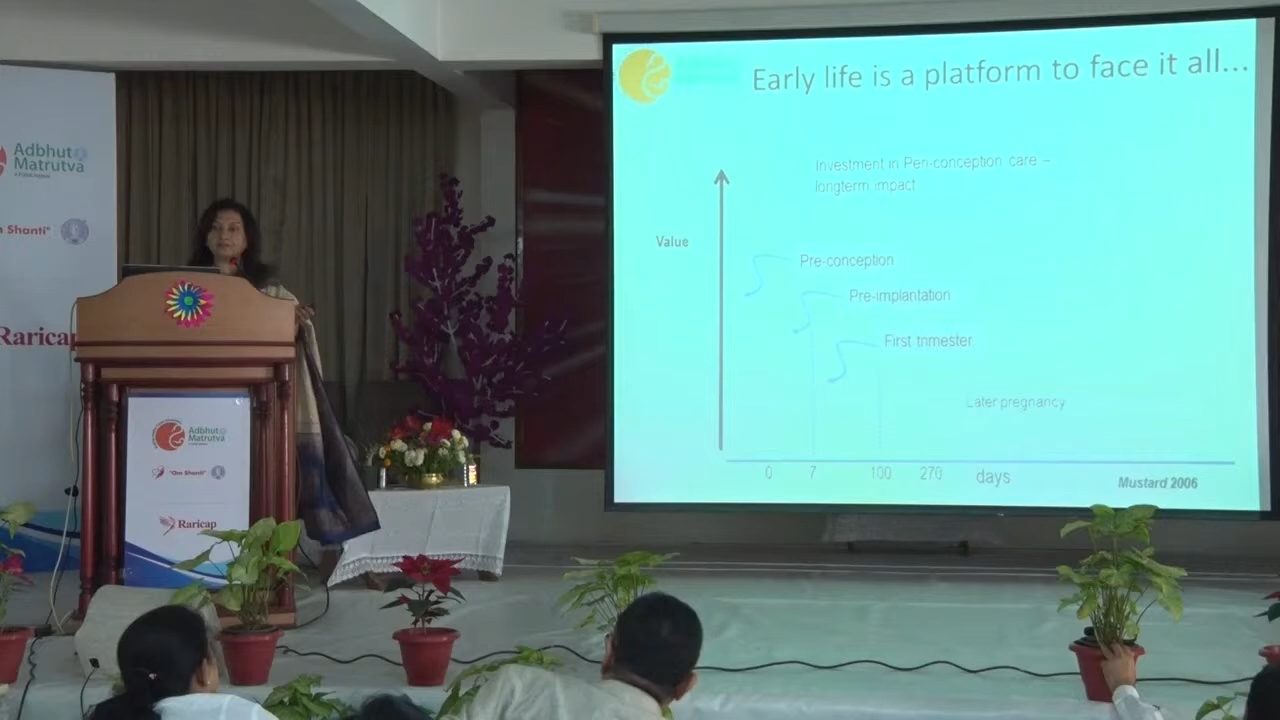 Adbhut
Matrutva
"Om Shanti"
Raricap
Adbhut
Matrutva
Shanti"
Raricap
Early life is a platform to face it all...
Investment in Peri-conception care –
longterm impact
Value
Pre-conception
Pre-implantation
First trimester
Later pregnancy
0 7 100 270 days
Mustard 2006